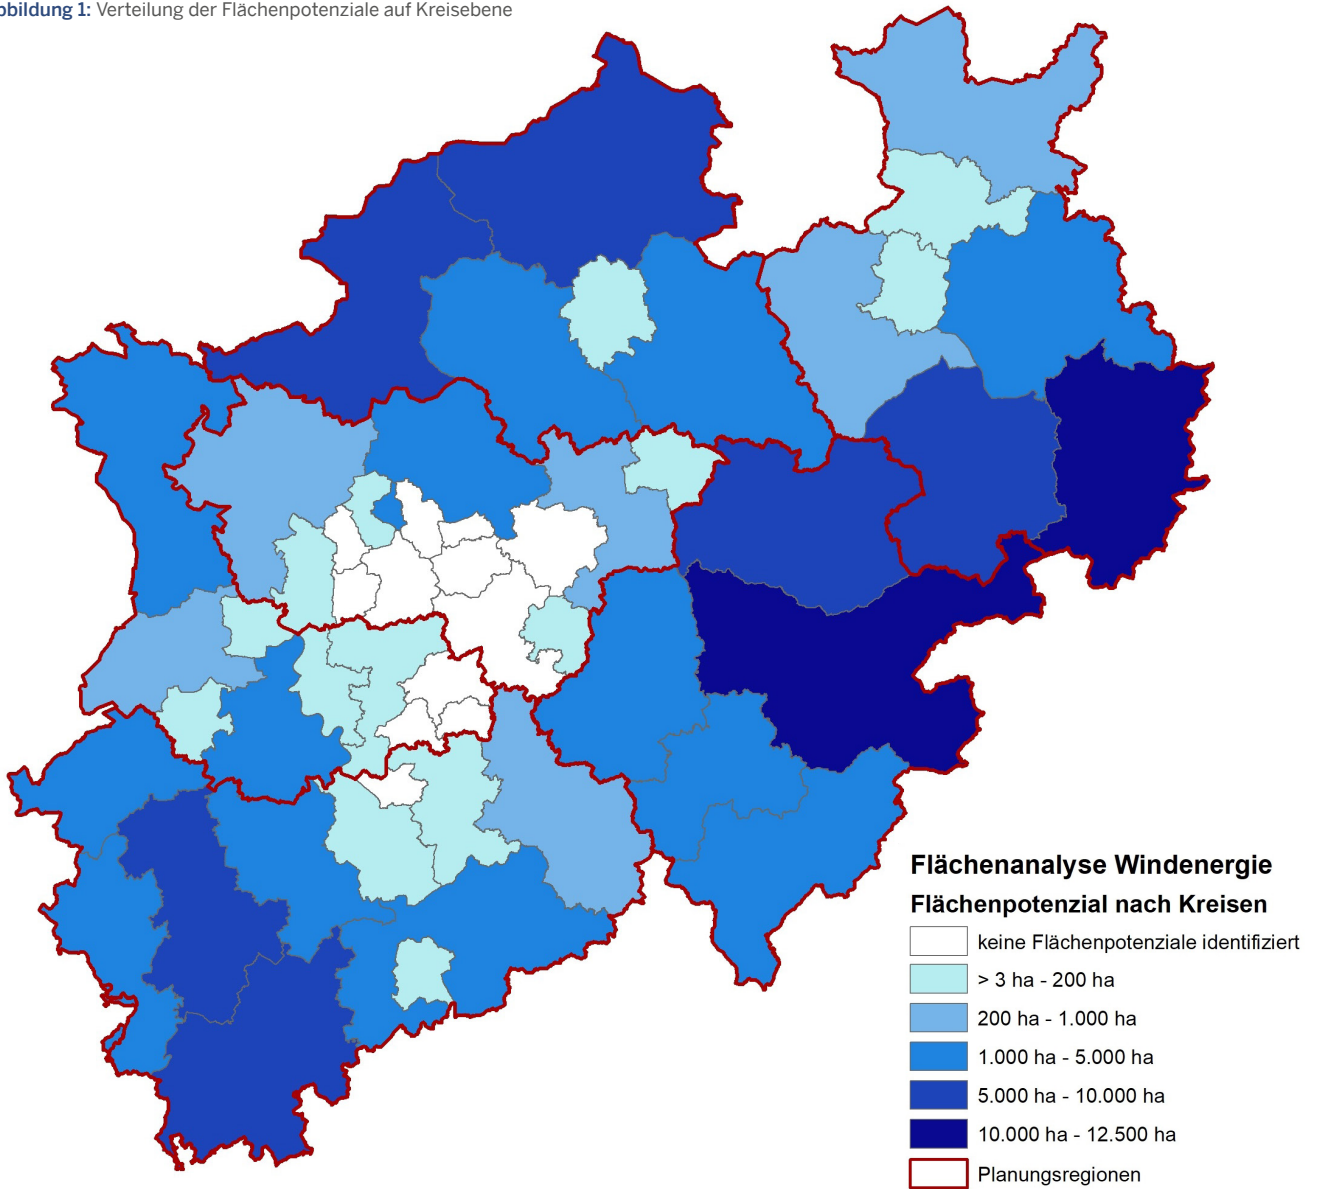 bbildung 1: Verteilung der Flächenpotenziale auf Kreisebene
Flächenanalyse Windenergie
Flächenpotenzial nach Kreisen
keine Flächenpotenziale identifiziert
> 3 ha - 200 ha
200 ha - 1.000 ha
1.000 ha - 5.000 ha
5.000 ha - 10.000 ha
10.000 ha - 12.500 ha
Planungsregionen